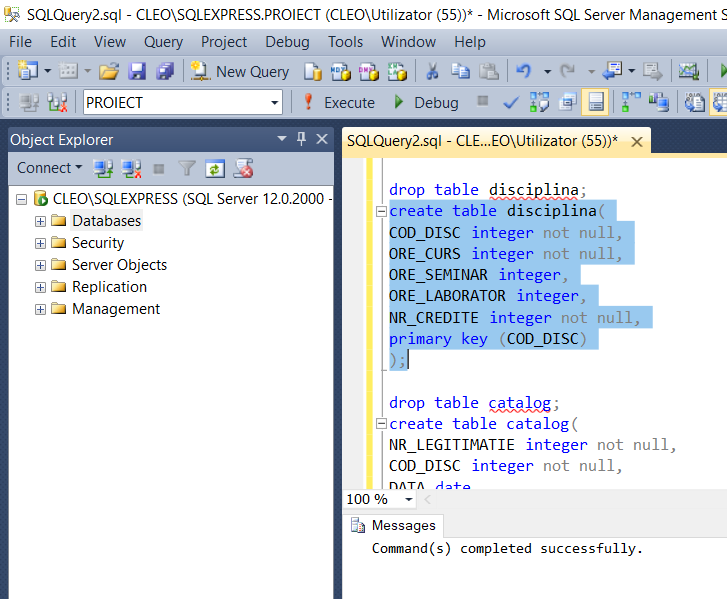 SQLQuery2.sql - CLEO\SQLEXPRESS.PROIECT (CLEO\Utilizator (55))* - Microsoft SQL Server Management S
File Edit View Query Project Debug Tools Window Help
New Query
PROIECT Execute Debug
Object Explorer
Connect
CLEO\SQLEXPRESS (SQL Server 12.0.2000 -
Databases
Security
Server Objects
Replication
Management
SQLQuery2.sql - CLE...EO\Utilizator (55))*
drop table disciplina;
create table disciplina(
COD_DISC integer not null,
ORE_CURS integer not null,
ORE_SEMINAR integer,
ORE_LABORATOR integer,
NR_CREDITE integer not null,
primary key (COD_DISC)
);
drop table catalog;
create table catalog(
NR_LEGITIMATIE integer not null,
COD_DISC integer not null,
DATA date
100 %
Messages
Command(s) completed successfully.